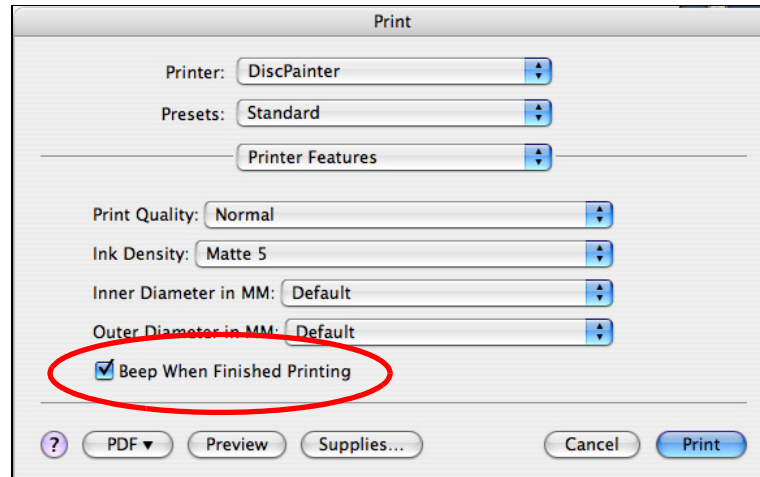 Print
Printer: DiscPainter
Presets: Standard
Printer Features
Print Quality: Normal
Ink Density: Matte 5
Inner Diameter in MM: Default
Outer Diameter in MM: Default
Beep When Finished Printing
? PDF▼ Preview Supplies... Cancel Print